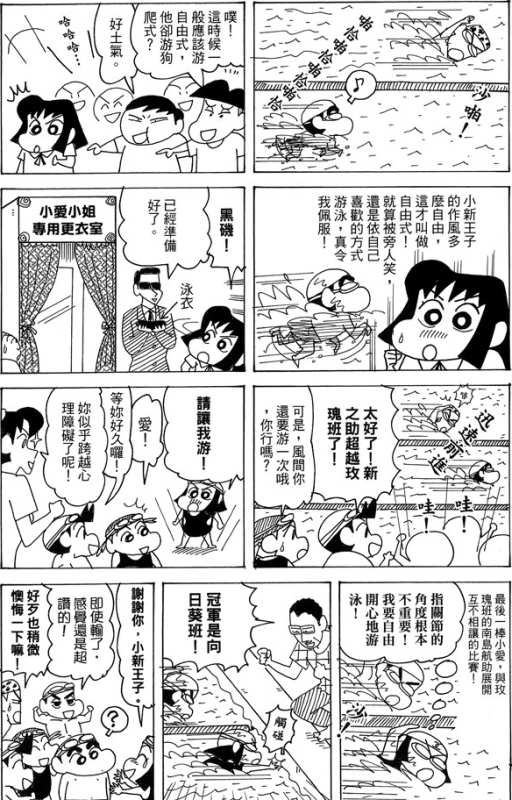 沙啪！
♪
噗！
這時候一
般應該游
自由式，
他卻游狗
爬式？
好土氣。
哈哈哈…
哈哈…
小新王子
的作風多
麼自由，
這才叫做
自由式！
就算被旁人笑，
還是依自己
喜歡的方式
游泳，真令
我佩服！
黑磯！
泳衣
已經準備
好了。
小愛小姐
專用更衣室
迅速前進
哇！
哇！
太好了！新
之助超越玫
瑰班了！
可是，風間你
還要游一次哦
，你行嗎？
請讓我游！
愛！
等妳好久囉！
妳似乎跨越心
理障礙了呢！
最後一棒小愛，與玫
瑰班的南島航助展開
互不相讓的比賽！
指關節的
角度根本
不重要！
我要自由
開心地游
泳！
冠軍是向
日葵班！
觸碰
謝謝你，小新王子。
即使輸了，
感覺還是超
讚的！
？
好歹也稍微
懊悔一下嘛！